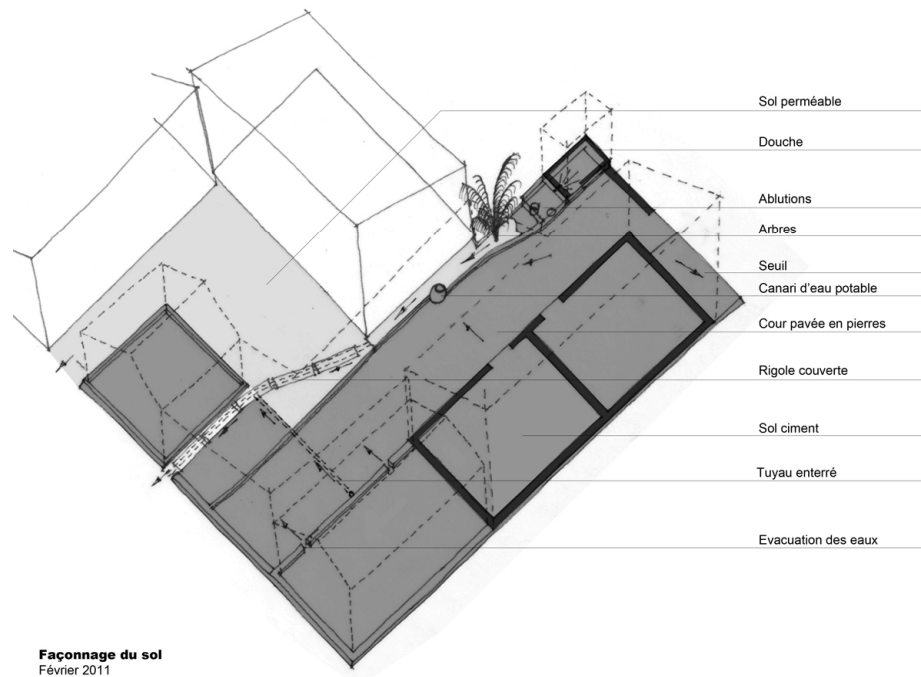 Sol perméable
Douche
Ablutions
Arbres
Seuil
Canari d'eau potable
Cour pavée en pierres
Rigole couverte
Sol ciment
Tuyau enterré
Evacuation des eaux
Façonnage du sol
Février 2011